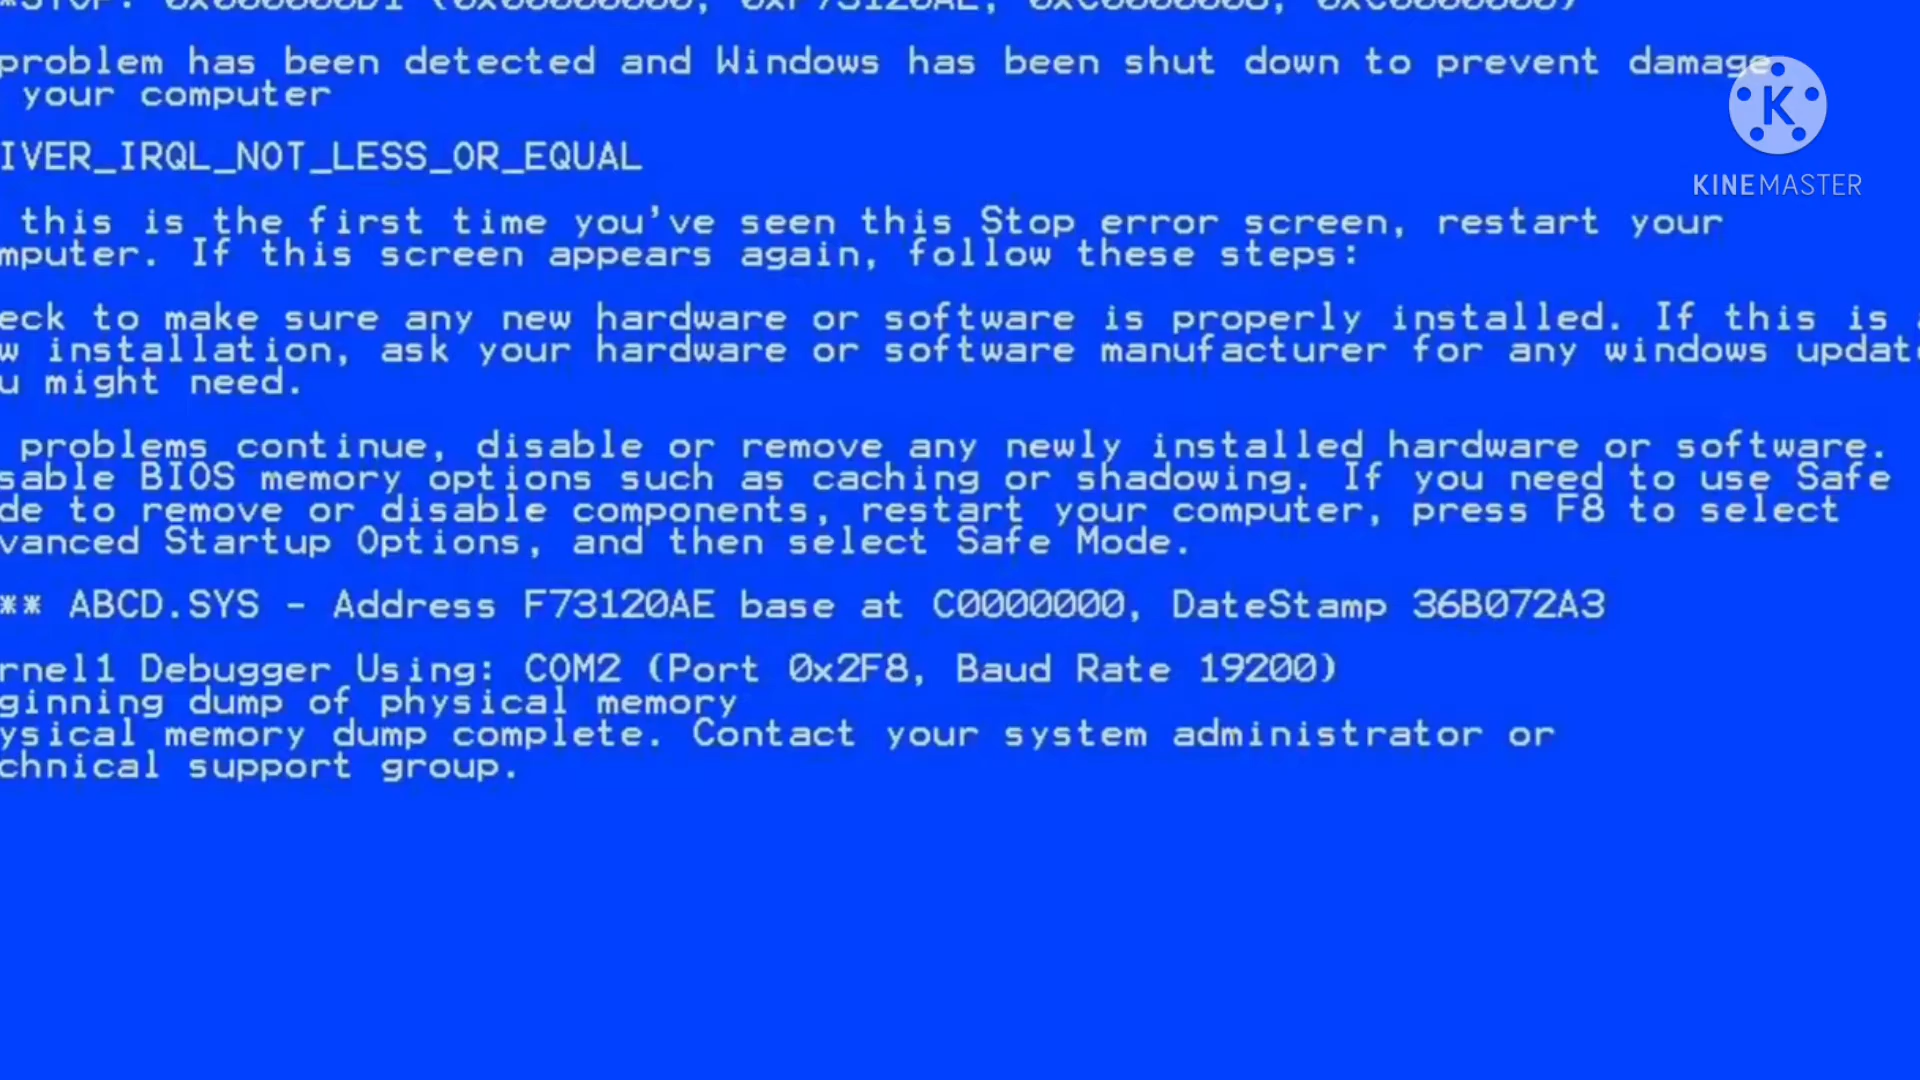 *STOP: 0x000000D1 (0x00000000, 0xF73120AE, 0xC0000008, 0xC0000000)
problem has been detected and Windows has been shut down to prevent damage
your computer
IVER_IRQL_NOT_LESS_OR_EQUAL
this is the first time you've seen this Stop error screen, restart your
mputer. If this screen appears again, follow these steps:
eck to make sure any new hardware or software is properly installed. If this is
w installation, ask your hardware or software manufacturer for any windows updat
u might need.
problems continue, disable or remove any newly installed hardware or software.
sable BIOS memory options such as caching or shadowing. If you need to use Safe
de to remove or disable components, restart your computer, press F8 to select
vanced Startup Options, and then select Safe Mode.
** ABCD.SYS - Address F73120AE base at C0000000, DateStamp 36B072A3
rnel1 Debugger Using: COM2 (Port 0x2F8, Baud Rate 19200)
ginning dump of physical memory
ysical memory dump complete. Contact your system administrator or
chnical support group.
K
KINEMASTER